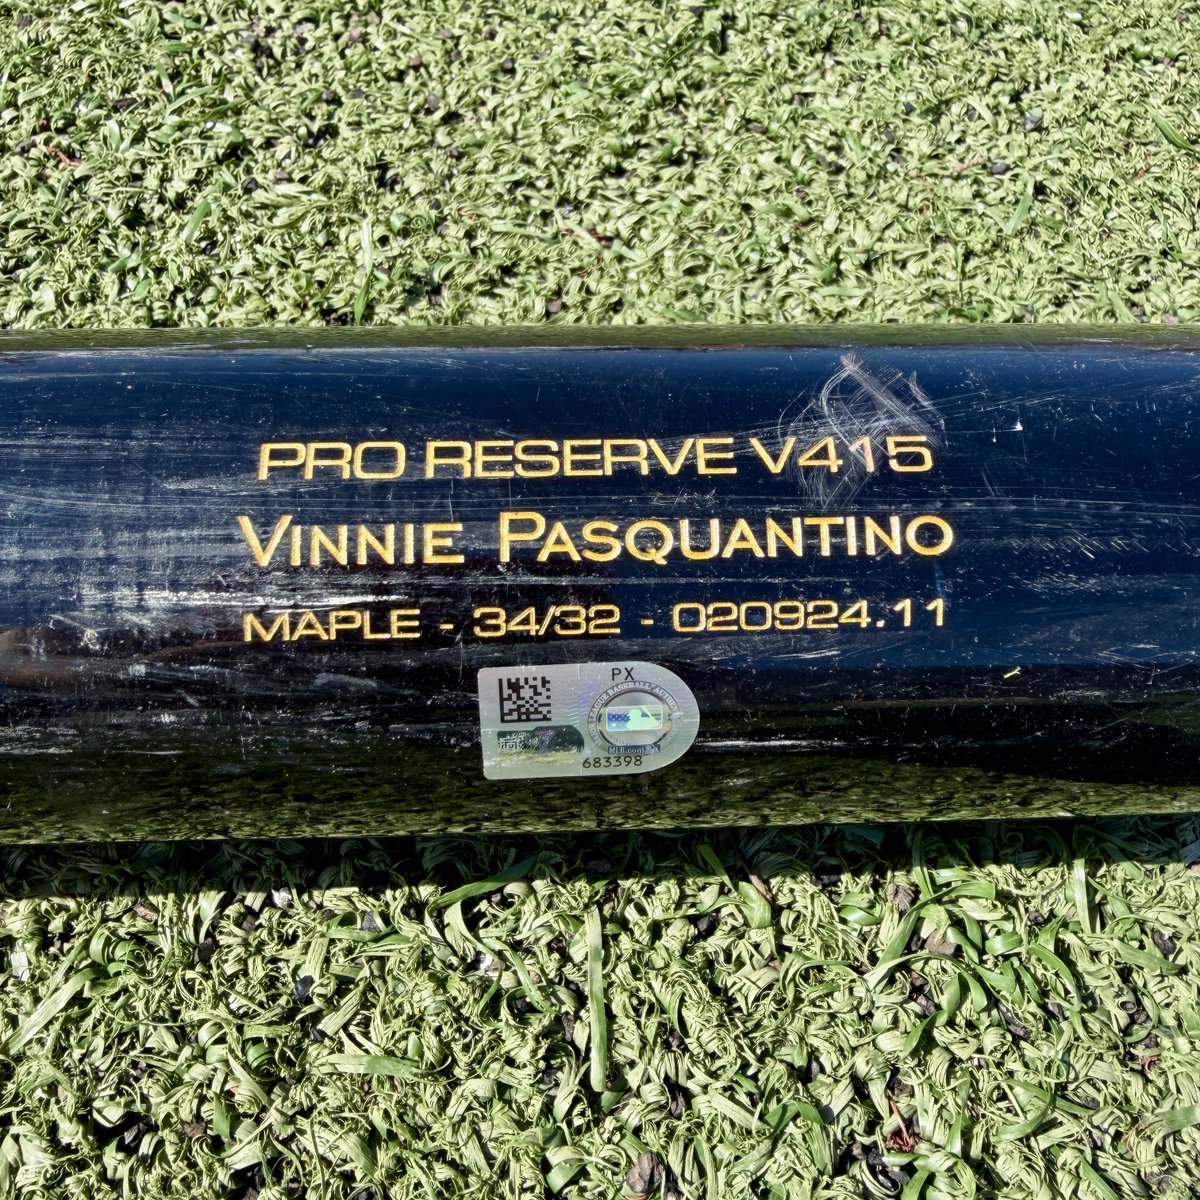 PRO RESERVE V415
VINNIE PASQUANTINO
MAPLE - 34/32 - 020924.11
PX
683398